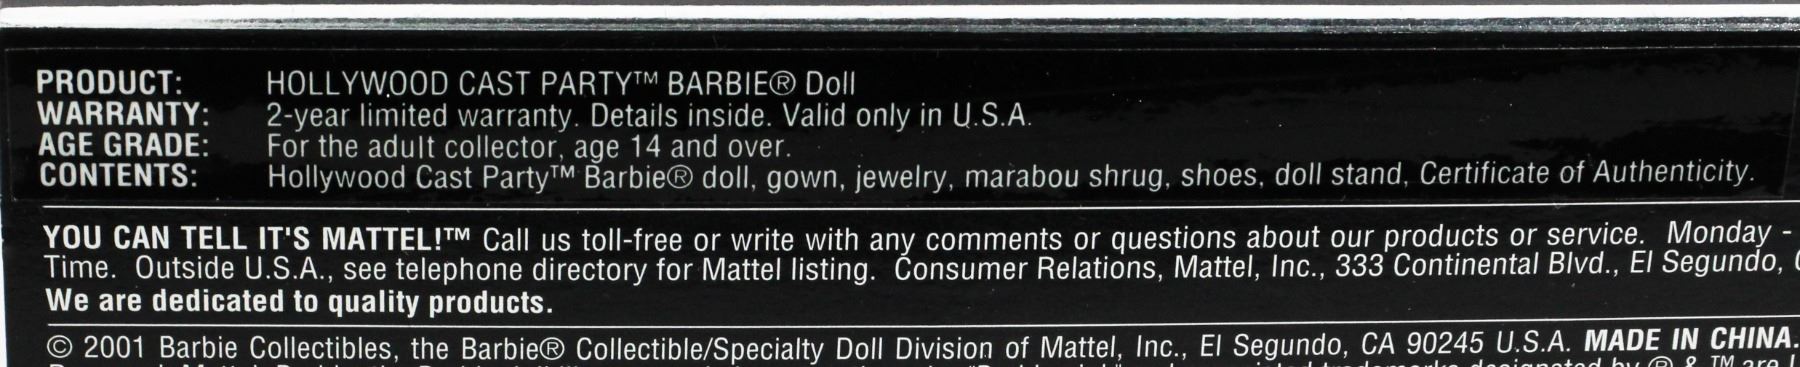 PRODUCT: HOLLYWOOD CAST PARTY™ BARBIE® Doll
WARRANTY: 2-year limited warranty. Details inside. Valid only in U.S.A.
AGE GRADE: For the adult collector, age 14 and over.
CONTENTS: Hollywood Cast Party™ Barbie® doll, gown, jewelry, marabou shrug, shoes, doll stand, Certificate of Authenticity.
YOU CAN TELL IT'S MATTEL!™ Call us toll-free or write with any comments or questions about our products or service. Monday -
Time. Outside U.S.A., see telephone directory for Mattel listing. Consumer Relations, Mattel, Inc., 333 Continental Blvd., El Segundo,
We are dedicated to quality products.
© 2001 Barbie Collectibles, the Barbie® Collectible/Specialty Doll Division of Mattel, Inc., El Segundo, CA 90245 U.S.A. MADE IN CHINA.
trademarks designated by ® & ™ are